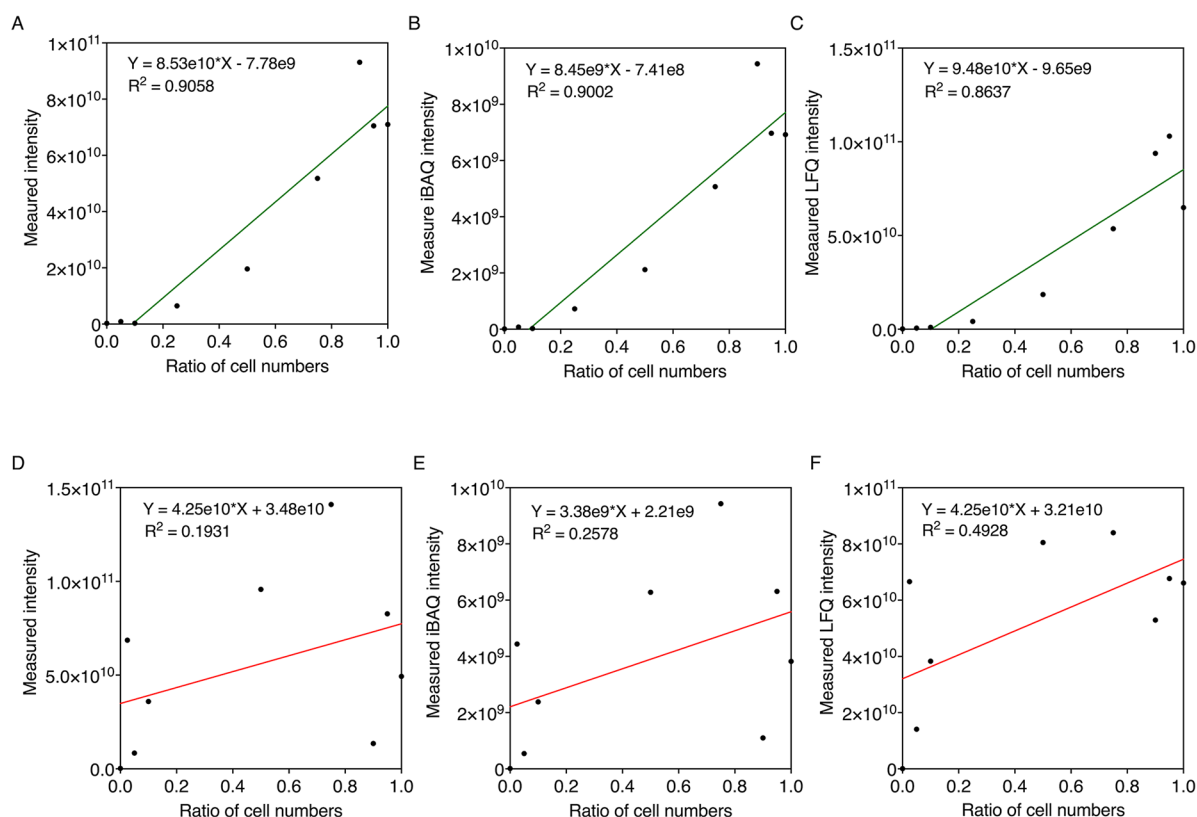 A
Y = 8.53e10*X - 7.78e9
R² = 0.9058
Meaured intensity
1×10¹¹
8×10¹⁰
6×10¹⁰
4×10¹⁰
2×10¹⁰
0
0.0 0.2 0.4 0.6 0.8 1.0
Ratio of cell numbers
B
Y = 8.45e9*X - 7.41e8
R² = 0.9002
Measure iBAQ intensity
1×10¹⁰
8×10⁹
6×10⁹
4×10⁹
2×10⁹
0
0.0 0.2 0.4 0.6 0.8 1.0
Ratio of cell numbers
C
Y = 9.48e10*X - 9.65e9
R² = 0.8637
Meaaured LFQ intensity
1.5×10¹¹
1.0×10¹¹
5.0×10¹⁰
0.0
0.0 0.2 0.4 0.6 0.8 1.0
Ratio of cell numbers
D
Y = 4.25e10*X + 3.48e10
R² = 0.1931
Measured intensity
1.5×10¹¹
1.0×10¹¹
5.0×10¹⁰
0.0
0.0 0.2 0.4 0.6 0.8 1.0
Ratio of cell numbers
E
Y = 3.38e9*X + 2.21e9
R² = 0.2578
Measured iBAQ intensity
1×10¹⁰
8×10⁹
6×10⁹
4×10⁹
2×10⁹
0
0.0 0.2 0.4 0.6 0.8 1.0
Ratio of cell numbers
F
Y = 4.25e10*X + 3.21e10
R² = 0.4928
Measured LFQ intensity
1×10¹¹
8×10¹⁰
6×10¹⁰
4×10¹⁰
2×10¹⁰
0
0.0 0.2 0.4 0.6 0.8 1.0
Ratio of cell numbers